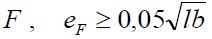 F ,   e_F ≥ 0,05√lb